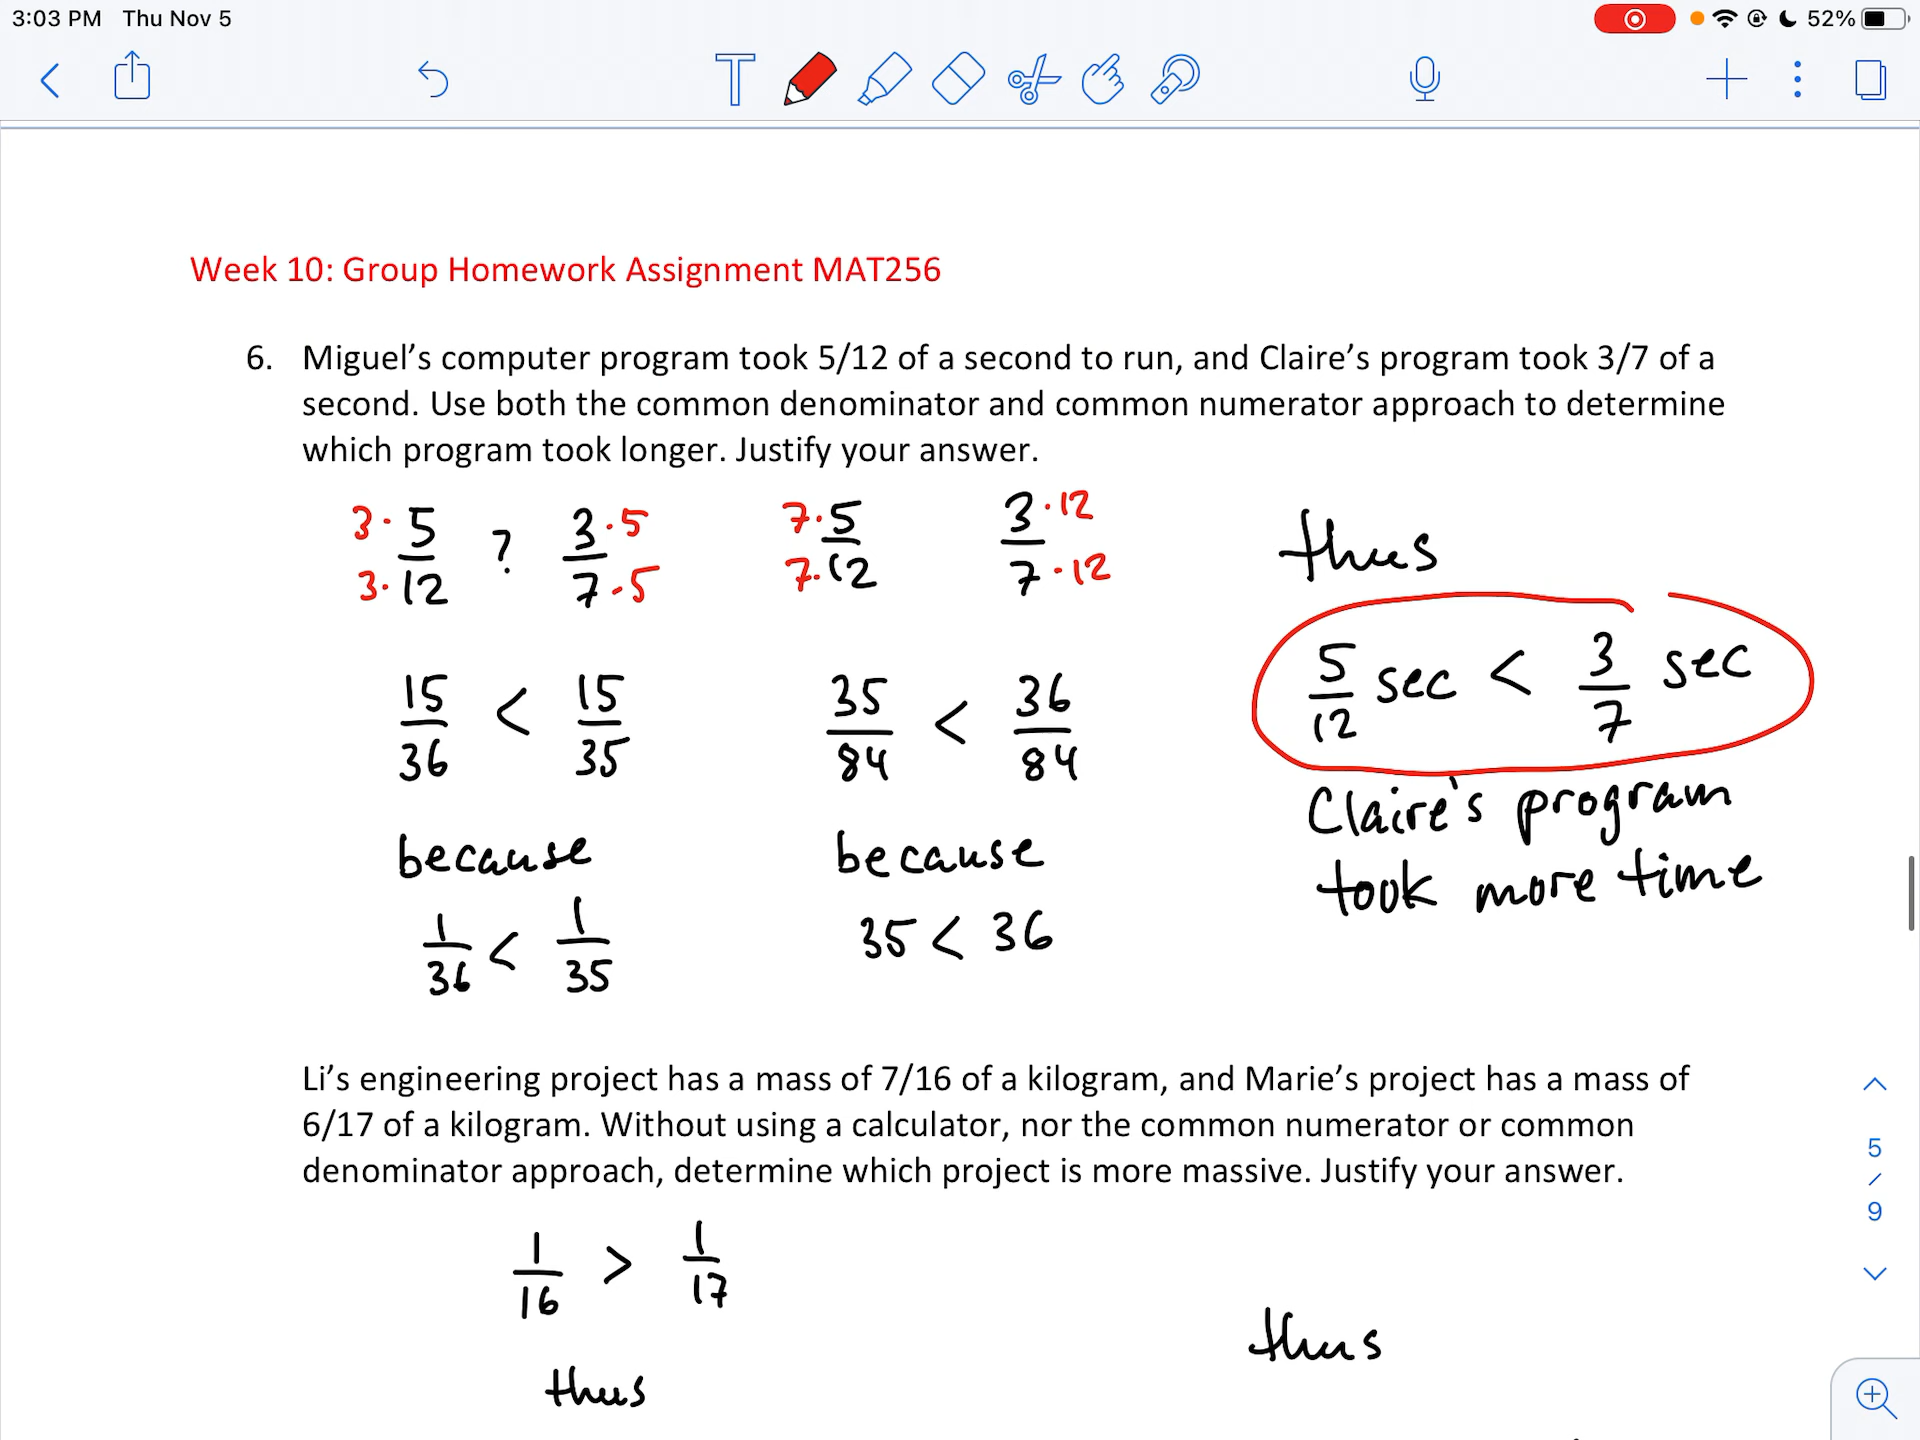 3:03 PM Thu Nov 5
52%
T
Week 10: Group Homework Assignment MAT256
6. Miguel’s computer program took 5/12 of a second to run, and Claire’s program took 3/7 of a
second. Use both the common denominator and common numerator approach to determine
which program took longer. Justify your answer.
3·5/3·12 ? 3·5/7·5
7·5/7·12 3·12/7·12
thus
15/36 < 15/35
35/84 < 36/84
5/12 sec < 3/7 sec
because
because
Claire's program
took more time
1/36 < 1/35
35 < 36
Li’s engineering project has a mass of 7/16 of a kilogram, and Marie’s project has a mass of
6/17 of a kilogram. Without using a calculator, nor the common numerator or common
denominator approach, determine which project is more massive. Justify your answer.
5
/
9
1/16 > 1/17
thus
thus